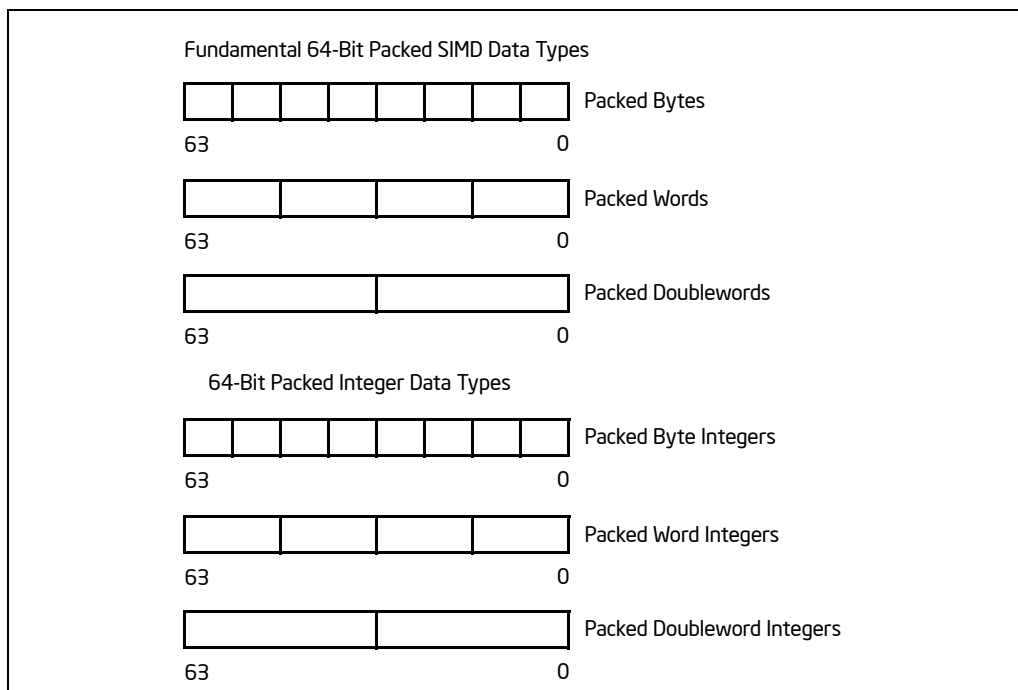 Fundamental 64-Bit Packed SIMD Data Types
Packed Bytes
63 0
Packed Words
63 0
Packed Doublewords
63 0
64-Bit Packed Integer Data Types
Packed Byte Integers
63 0
Packed Word Integers
63 0
Packed Doubleword Integers
63 0